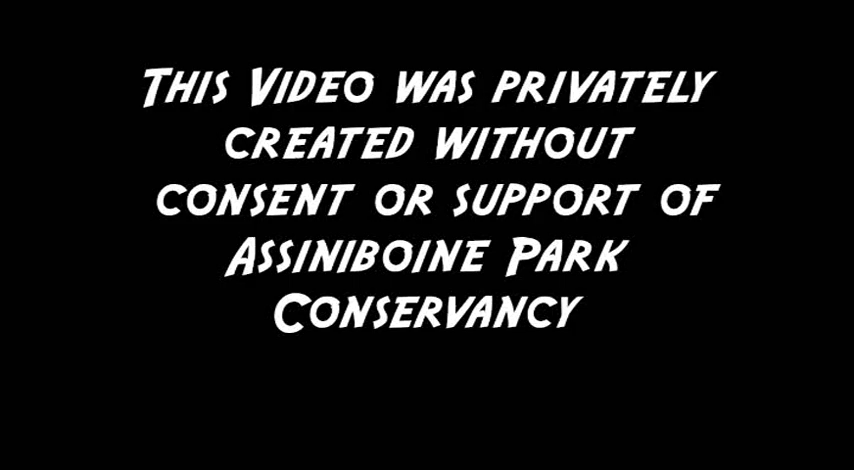 This Video was privately
created without
consent or support of
Assiniboine Park
Conservancy